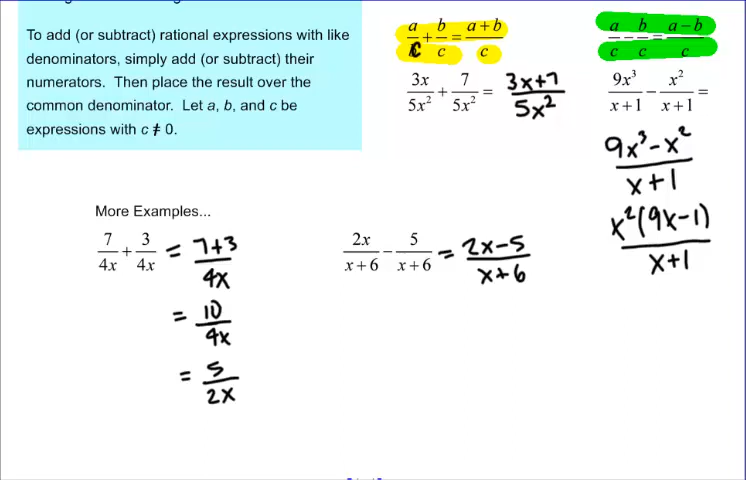 To add (or subtract) rational expressions with like
denominators, simply add (or subtract) their
numerators. Then place the result over the
common denominator. Let a, b, and c be
expressions with c ≠ 0.
a/c + b/c = (a+b)/c
3x/5x² + 7/5x² = (3x+7)/5x²
a/c − b/c = (a−b)/c
9x³/(x+1) − x²/(x+1) =
(9x³−x²)/(x+1)
x²(9x−1)/(x+1)
More Examples...
7/4x + 3/4x = (7+3)/4x
= 10/4x
= 5/2x
2x/(x+6) − 5/(x+6) = (2x−5)/(x+6)